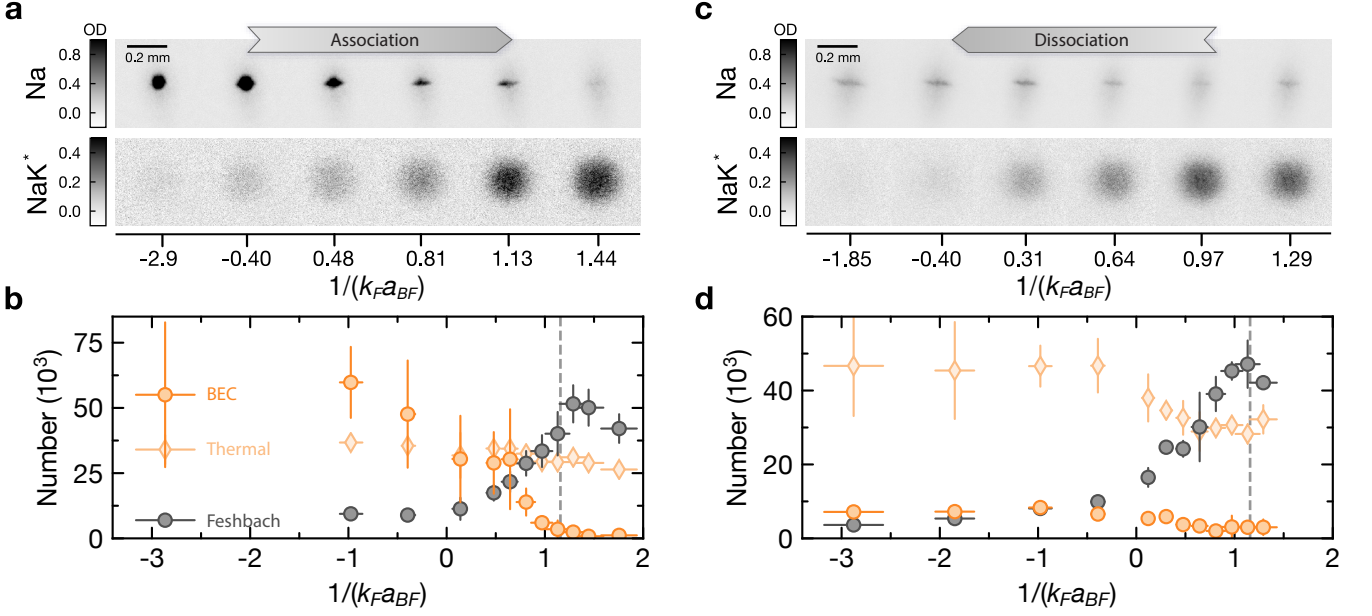 a
OD
Association
0.2 mm
0.8
0.4
0.0
Na
0.4
0.2
0.0
NaK*
-2.9 -0.40 0.48 0.81 1.13 1.44
1/(kFaBF)
b
75
50
25
0
Number (10³)
BEC
Thermal
Feshbach
-3 -2 -1 0 1 2
1/(kFaBF)
c
OD
Dissociation
0.2 mm
0.8
0.4
0.0
Na
0.4
0.2
0.0
NaK*
-1.85 -0.40 0.31 0.64 0.97 1.29
1/(kFaBF)
d
60
40
20
0
Number (10³)
-3 -2 -1 0 1 2
1/(kFaBF)